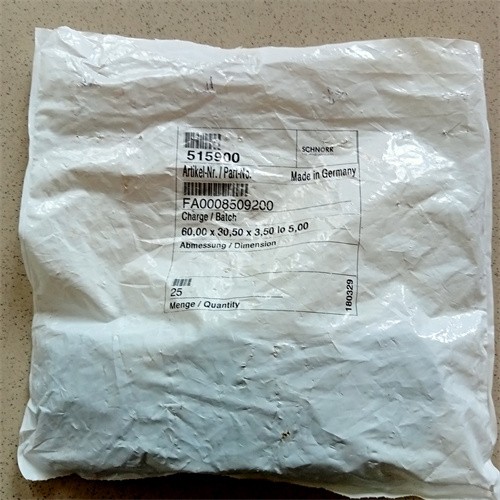 515900
SCHNORR
Artikel-Nr. / Part-No.
Made in Germany
FA0008509200
Charge / Batch
60,00 x 30,50 x 3,50 lo 5,00
Abmessung / Dimension
25
Menge / Quantity
180329